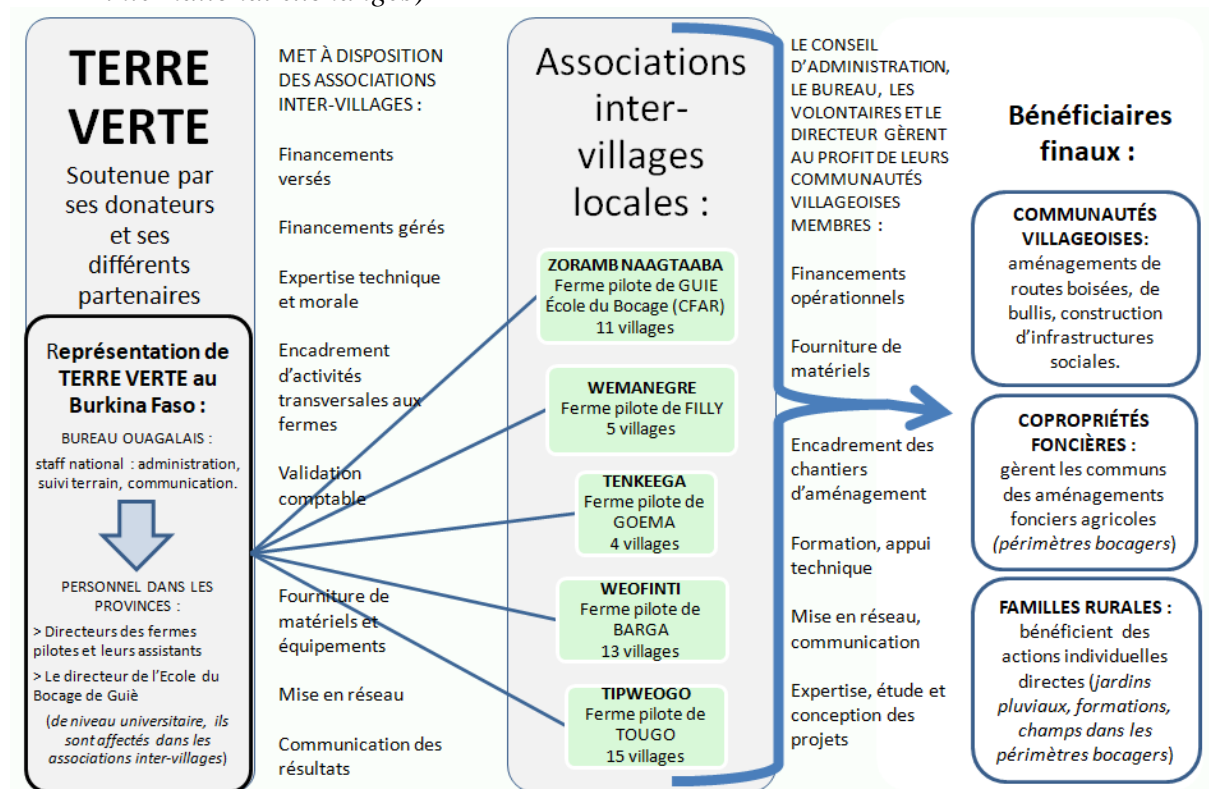 TERRE
VERTE
Soutenue par
ses donateurs
et ses
différents
partenaires
Représentation de
TERRE VERTE au
Burkina Faso :
BUREAU OUAGALAIS :
staff national : administration,
suivi terrain, communication.
PERSONNEL DANS LES
PROVINCES :
> Directeurs des fermes
pilotes et leurs assistants
> Le directeur de l'Ecole du
Bocage de Guiè
(de niveau universitaire, ils
sont affectés dans les
associations inter-villages)
MET À DISPOSITION
DES ASSOCIATIONS
INTER-VILLAGES :
Financements
versés
Financements gérés
Expertise technique
et morale
Encadrement
d'activités
transversales aux
fermes
Validation
comptable
Fourniture de
matériels et
équipements
Mise en réseau
Communication des
résultats
Associations
inter-
villages
locales :
ZORAMB NAAGTAABA
Ferme pilote de GUIE
École du Bocage (CFAR)
11 villages
WEMANEGRE
Ferme pilote de FILLY
5 villages
TENKEEGA
Ferme pilote de
GOEMA
4 villages
WEOFINTI
Ferme pilote de
BARGA
13 villages
TIPWEOGO
Ferme pilote de
TOUGO
15 villages
LE CONSEIL
D'ADMINISTRATION,
LE BUREAU, LES
VOLONTAIRES ET LE
DIRECTEUR GÈRENT
AU PROFIT DE LEURS
COMMUNAUTÉS
VILLAGEOISES
MEMBRES :
Financements
opérationnels
Fourniture de
matériels
Encadrement des
chantiers
d'aménagement
Formation, appui
technique
Mise en réseau,
communication
Expertise, étude et
conception des
projets
Bénéficiaires
finaux :
COMMUNAUTÉS
VILLAGEOISES:
aménagements de
routes boisées, de
bullis, construction
d'infrastructures
sociales.
COPROPRIÉTÉS
FONCIÈRES :
gèrent les communs
des aménagements
fonciers agricoles
(périmètres bocagers)
FAMILLES RURALES :
bénéficient des
actions individuelles
directes (jardins
pluviaux, formations,
champs dans les
périmètres bocagers)